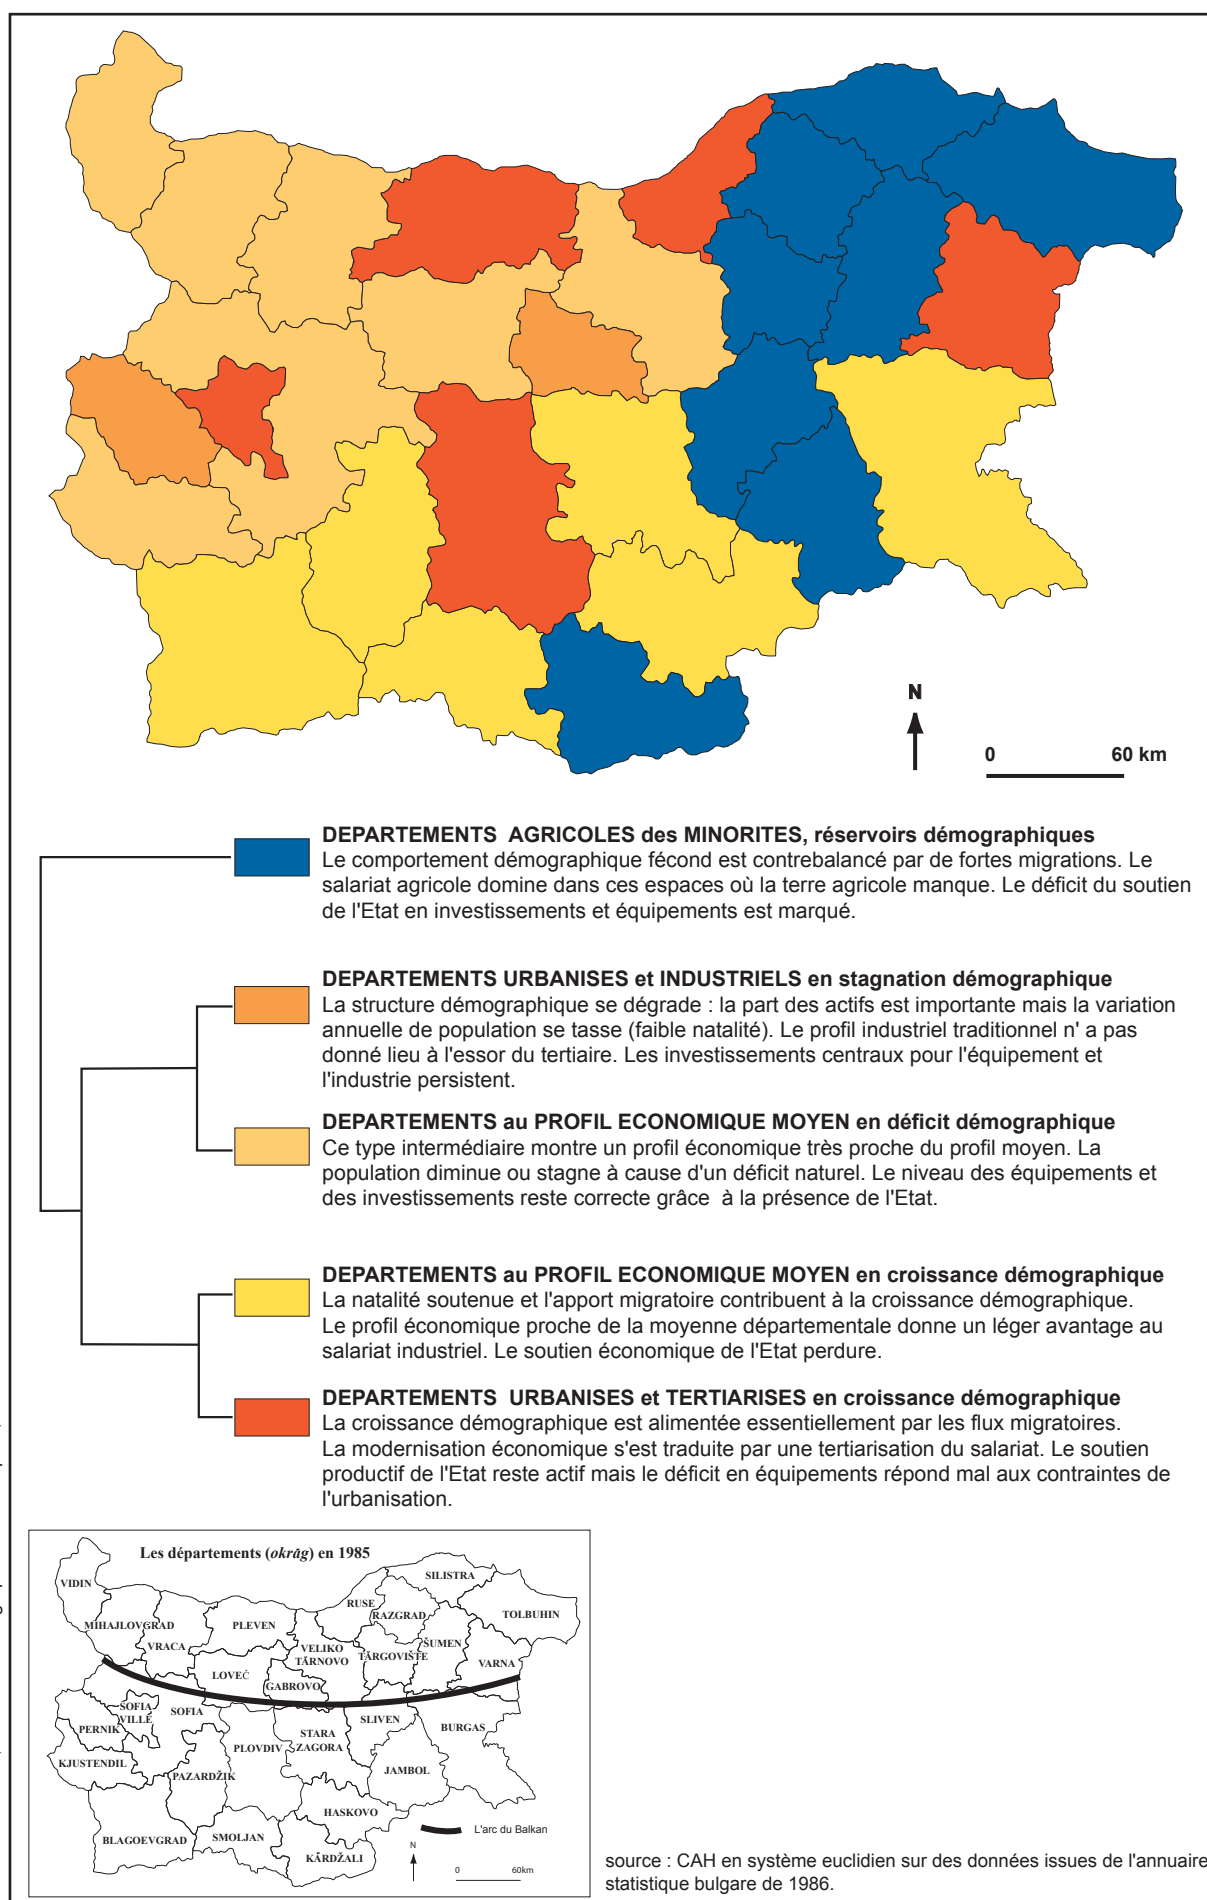 N
0 60 km
DEPARTEMENTS AGRICOLES des MINORITES, réservoirs démographiques
Le comportement démographique fécond est contrebalancé par de fortes migrations. Le
salariat agricole domine dans ces espaces où la terre agricole manque. Le déficit du soutien
de l'Etat en investissements et équipements est marqué.
DEPARTEMENTS URBANISES et INDUSTRIELS en stagnation démographique
La structure démographique se dégrade : la part des actifs est importante mais la variation
annuelle de population se tasse (faible natalité). Le profil industriel traditionnel n' a pas
donné lieu à l'essor du tertiaire. Les investissements centraux pour l'équipement et
l'industrie persistent.
DEPARTEMENTS au PROFIL ECONOMIQUE MOYEN en déficit démographique
Ce type intermédiaire montre un profil économique très proche du profil moyen. La
population diminue ou stagne à cause d'un déficit naturel. Le niveau des équipements et
des investissements reste correcte grâce à la présence de l'Etat.
DEPARTEMENTS au PROFIL ECONOMIQUE MOYEN en croissance démographique
La natalité soutenue et l'apport migratoire contribuent à la croissance démographique.
Le profil économique proche de la moyenne départementale donne un léger avantage au
salariat industriel. Le soutien économique de l'Etat perdure.
DEPARTEMENTS URBANISES et TERTIARISES en croissance démographique
La croissance démographique est alimentée essentiellement par les flux migratoires.
La modernisation économique s'est traduite par une tertiarisation du salariat. Le soutien
productif de l'Etat reste actif mais le déficit en équipements répond mal aux contraintes de
l'urbanisation.
Les départements (okrăg) en 1985
VIDIN
SILISTRA
RUSE
RAZGRAD
TOLBUHIN
MIHAJLOVGRAD
VRACA
PLEVEN
VELIKO
TĂRNOVO
TĂRGOVIŠTE
ŠUMEN
VARNA
LOVEČ
GABROVO
SOFIA
VILLE
SOFIA
PERNIK
KJUSTENDIL
PAZARDŽIK
PLOVDIV
STARA
ZAGORA
SLIVEN
BURGAS
JAMBOL
HASKOVO
BLAGOEVGRAD
SMOLJAN
KĂRDŽALI
L'arc du Balkan
N
0 60km
source : CAH en système euclidien sur des données issues de l'annuaire
statistique bulgare de 1986.